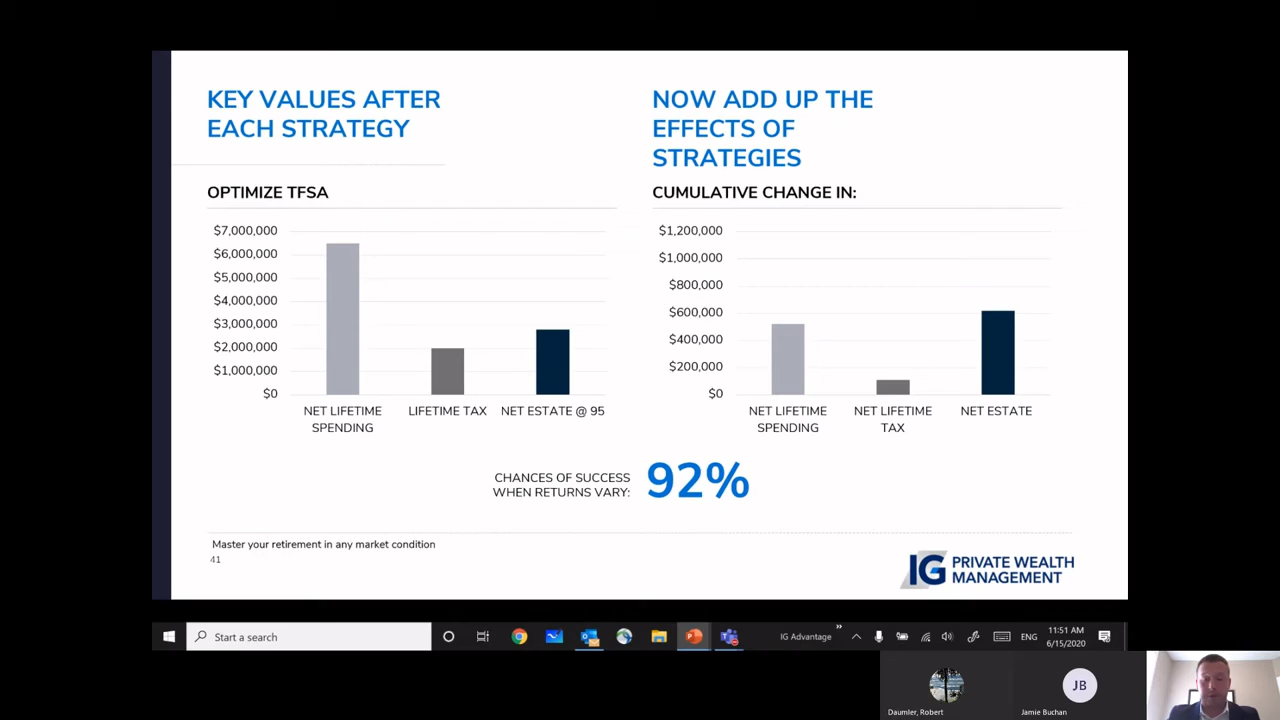 KEY VALUES AFTER
EACH STRATEGY
OPTIMIZE TFSA
$7,000,000
$6,000,000
$5,000,000
$4,000,000
$3,000,000
$2,000,000
$1,000,000
$0
NET LIFETIME
SPENDING
LIFETIME TAX
NET ESTATE @ 95
NOW ADD UP THE
EFFECTS OF
STRATEGIES
CUMULATIVE CHANGE IN:
$1,200,000
$1,000,000
$800,000
$600,000
$400,000
$200,000
$0
NET LIFETIME
SPENDING
NET LIFETIME
TAX
NET ESTATE
CHANCES OF SUCCESS
WHEN RETURNS VARY:
92%
Master your retirement in any market condition
41
IG PRIVATE WEALTH
MANAGEMENT
Start a search
IG Advantage
ENG
11:51 AM
6/15/2020
Daumler, Robert
JB
Jamie Buchan